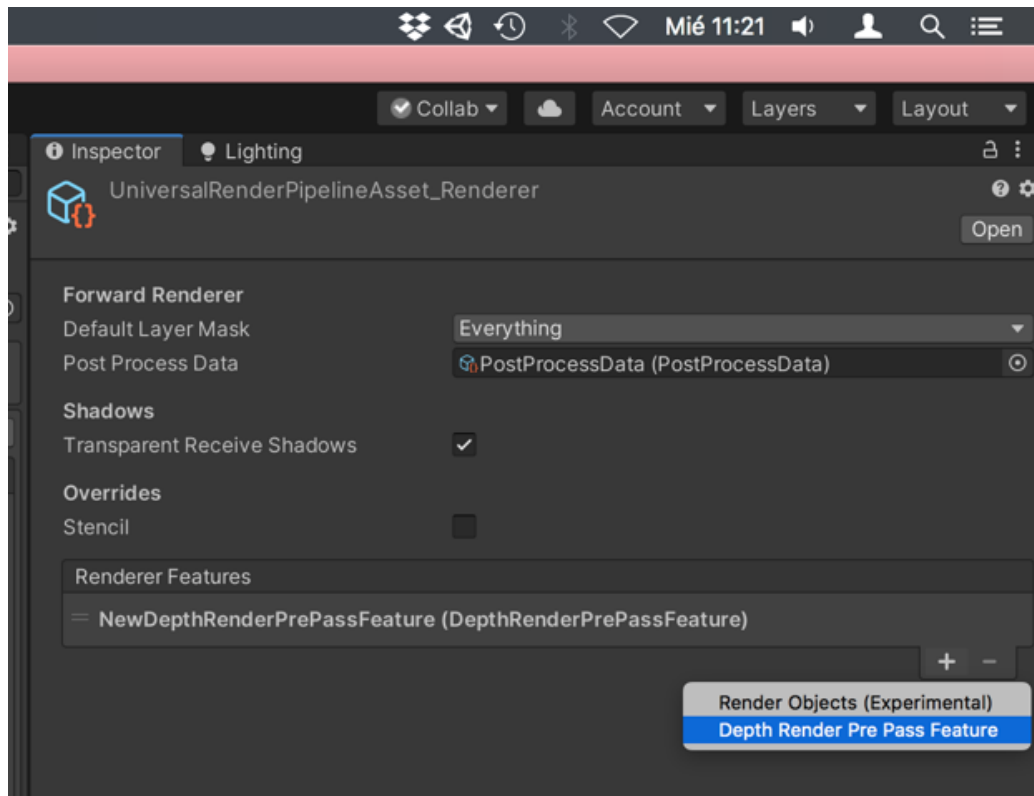 Mié 11:21
Collab Account Layers Layout
Inspector Lighting
UniversalRenderPipelineAsset_Renderer
Open
Forward Renderer
Default Layer Mask Everything
Post Process Data PostProcessData (PostProcessData)
Shadows
Transparent Receive Shadows
Overrides
Stencil
Renderer Features
NewDepthRenderPrePassFeature (DepthRenderPrePassFeature)
Render Objects (Experimental)
Depth Render Pre Pass Feature